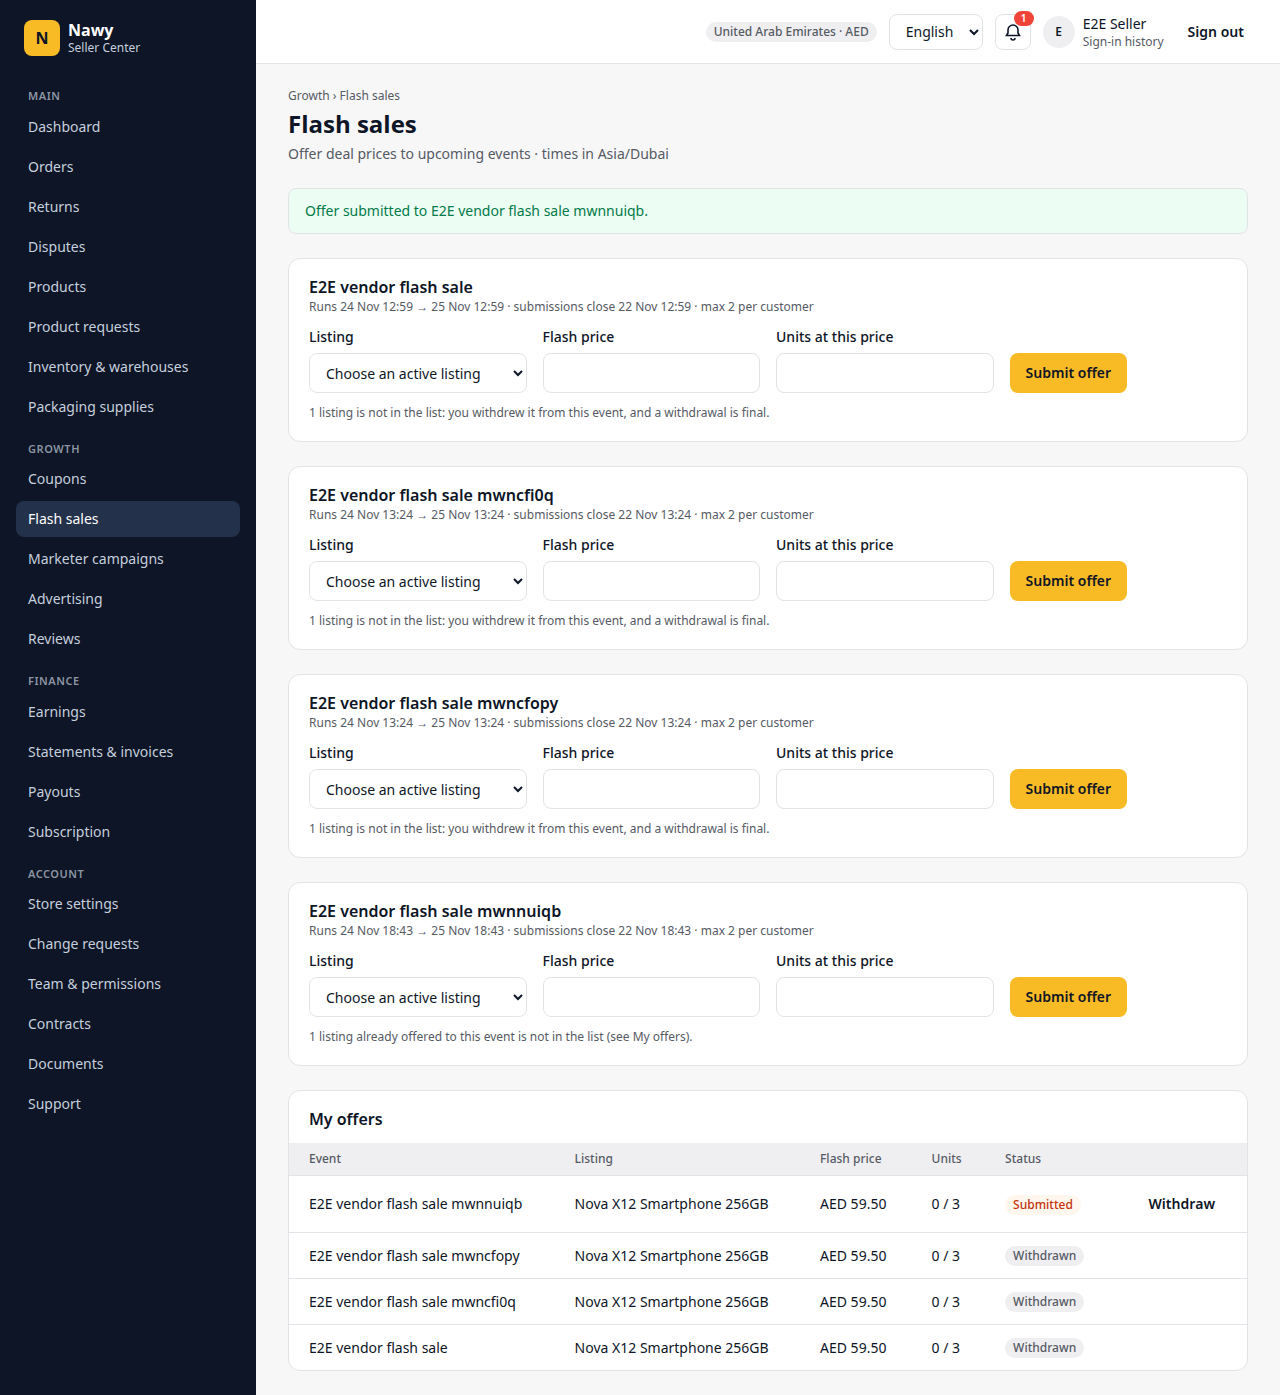 N
Nawy
Seller Center
United Arab Emirates · AED
English
1
E
E2E Seller
Sign-in history
Sign out
MAIN
Dashboard
Orders
Returns
Disputes
Products
Product requests
Inventory & warehouses
Packaging supplies
GROWTH
Coupons
Flash sales
Marketer campaigns
Advertising
Reviews
FINANCE
Earnings
Statements & invoices
Payouts
Subscription
ACCOUNT
Store settings
Change requests
Team & permissions
Contracts
Documents
Support
Growth › Flash sales
Flash sales
Offer deal prices to upcoming events · times in Asia/Dubai
Offer submitted to E2E vendor flash sale mwnnuiqb.
E2E vendor flash sale
Runs 24 Nov 12:59 → 25 Nov 12:59 · submissions close 22 Nov 12:59 · max 2 per customer
Listing Flash price Units at this price
Choose an active listing Submit offer
1 listing is not in the list: you withdrew it from this event, and a withdrawal is final.
E2E vendor flash sale mwncfi0q
Runs 24 Nov 13:24 → 25 Nov 13:24 · submissions close 22 Nov 13:24 · max 2 per customer
Listing Flash price Units at this price
Choose an active listing Submit offer
1 listing is not in the list: you withdrew it from this event, and a withdrawal is final.
E2E vendor flash sale mwncfopy
Runs 24 Nov 13:24 → 25 Nov 13:24 · submissions close 22 Nov 13:24 · max 2 per customer
Listing Flash price Units at this price
Choose an active listing Submit offer
1 listing is not in the list: you withdrew it from this event, and a withdrawal is final.
E2E vendor flash sale mwnnuiqb
Runs 24 Nov 18:43 → 25 Nov 18:43 · submissions close 22 Nov 18:43 · max 2 per customer
Listing Flash price Units at this price
Choose an active listing Submit offer
1 listing already offered to this event is not in the list (see My offers).
My offers
Event Listing Flash price Units Status
E2E vendor flash sale mwnnuiqb Nova X12 Smartphone 256GB AED 59.50 0 / 3 Submitted Withdraw
E2E vendor flash sale mwncfopy Nova X12 Smartphone 256GB AED 59.50 0 / 3 Withdrawn
E2E vendor flash sale mwncfi0q Nova X12 Smartphone 256GB AED 59.50 0 / 3 Withdrawn
E2E vendor flash sale Nova X12 Smartphone 256GB AED 59.50 0 / 3 Withdrawn